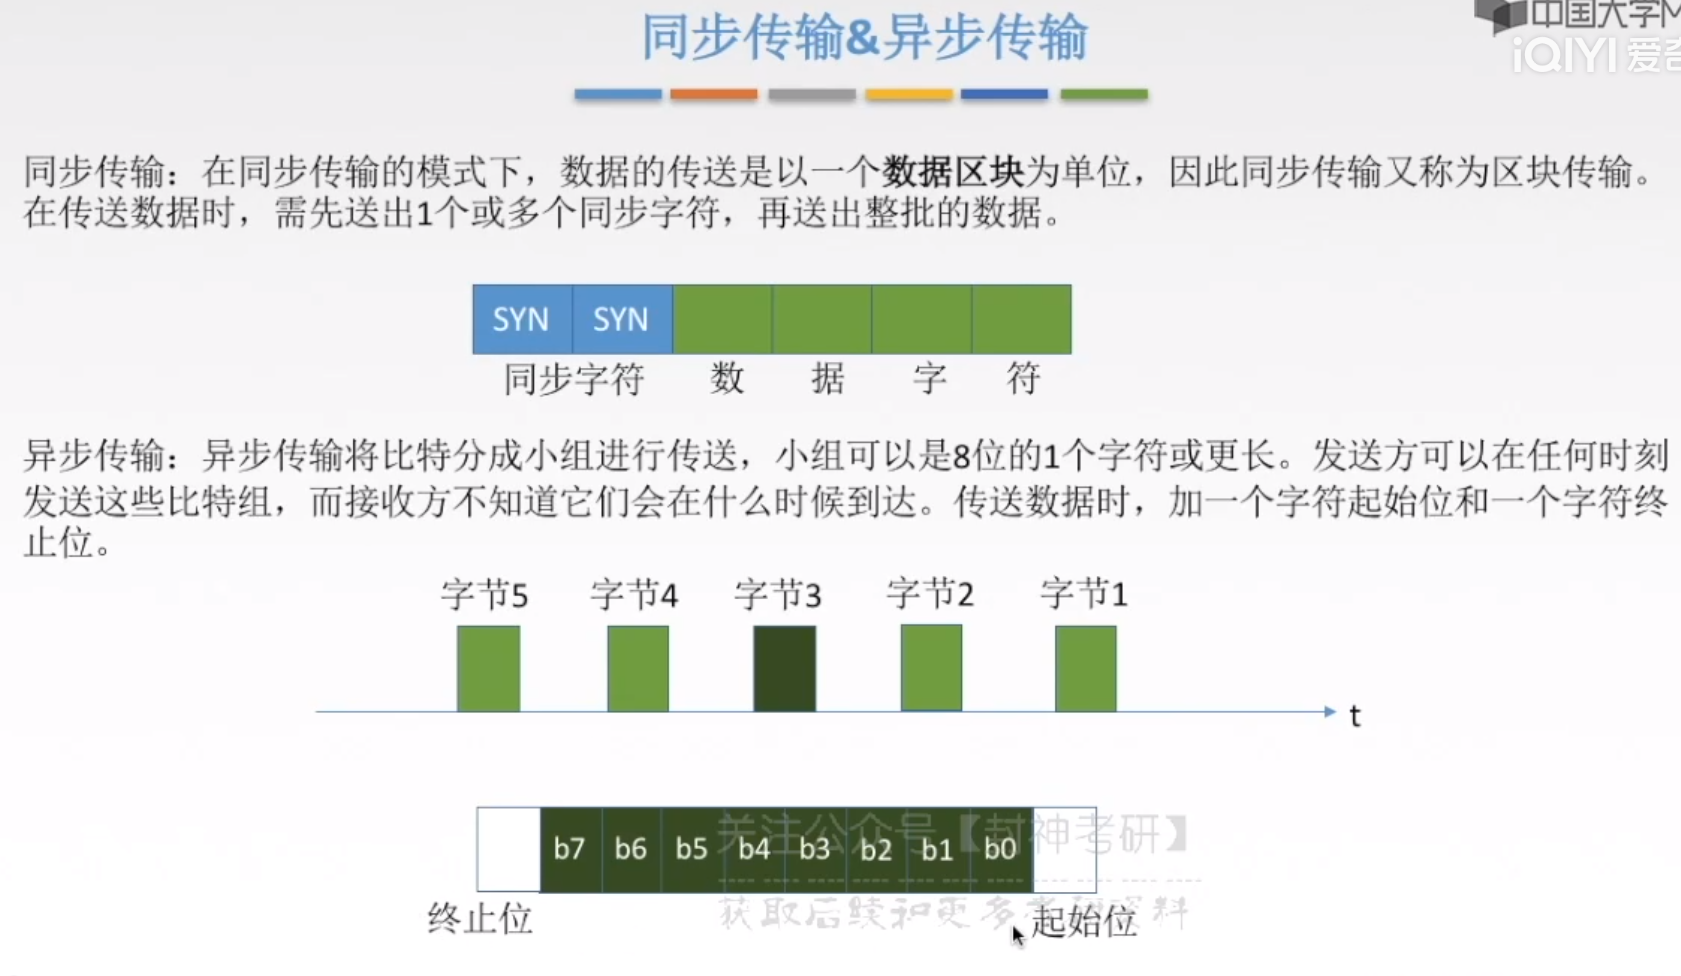 同步传输&异步传输
中国大学M
iQIYI 爱奇
同步传输：在同步传输的模式下，数据的传送是以一个数据区块为单位，因此同步传输又称为区块传输。
在传送数据时，需先送出1个或多个同步字符，再送出整批的数据。
SYN SYN
同步字符 数 据 字 符
异步传输：异步传输将比特分成小组进行传送，小组可以是8位的1个字符或更长。发送方可以在任何时刻
发送这些比特组，而接收方不知道它们会在什么时候到达。传送数据时，加一个字符起始位和一个字符终
止位。
字节5 字节4 字节3 字节2 字节1
t
b7 b6 b5 b4 b3 b2 b1 b0
关注公众号【封神考研】
获取后续和更多考研资料
终止位 起始位